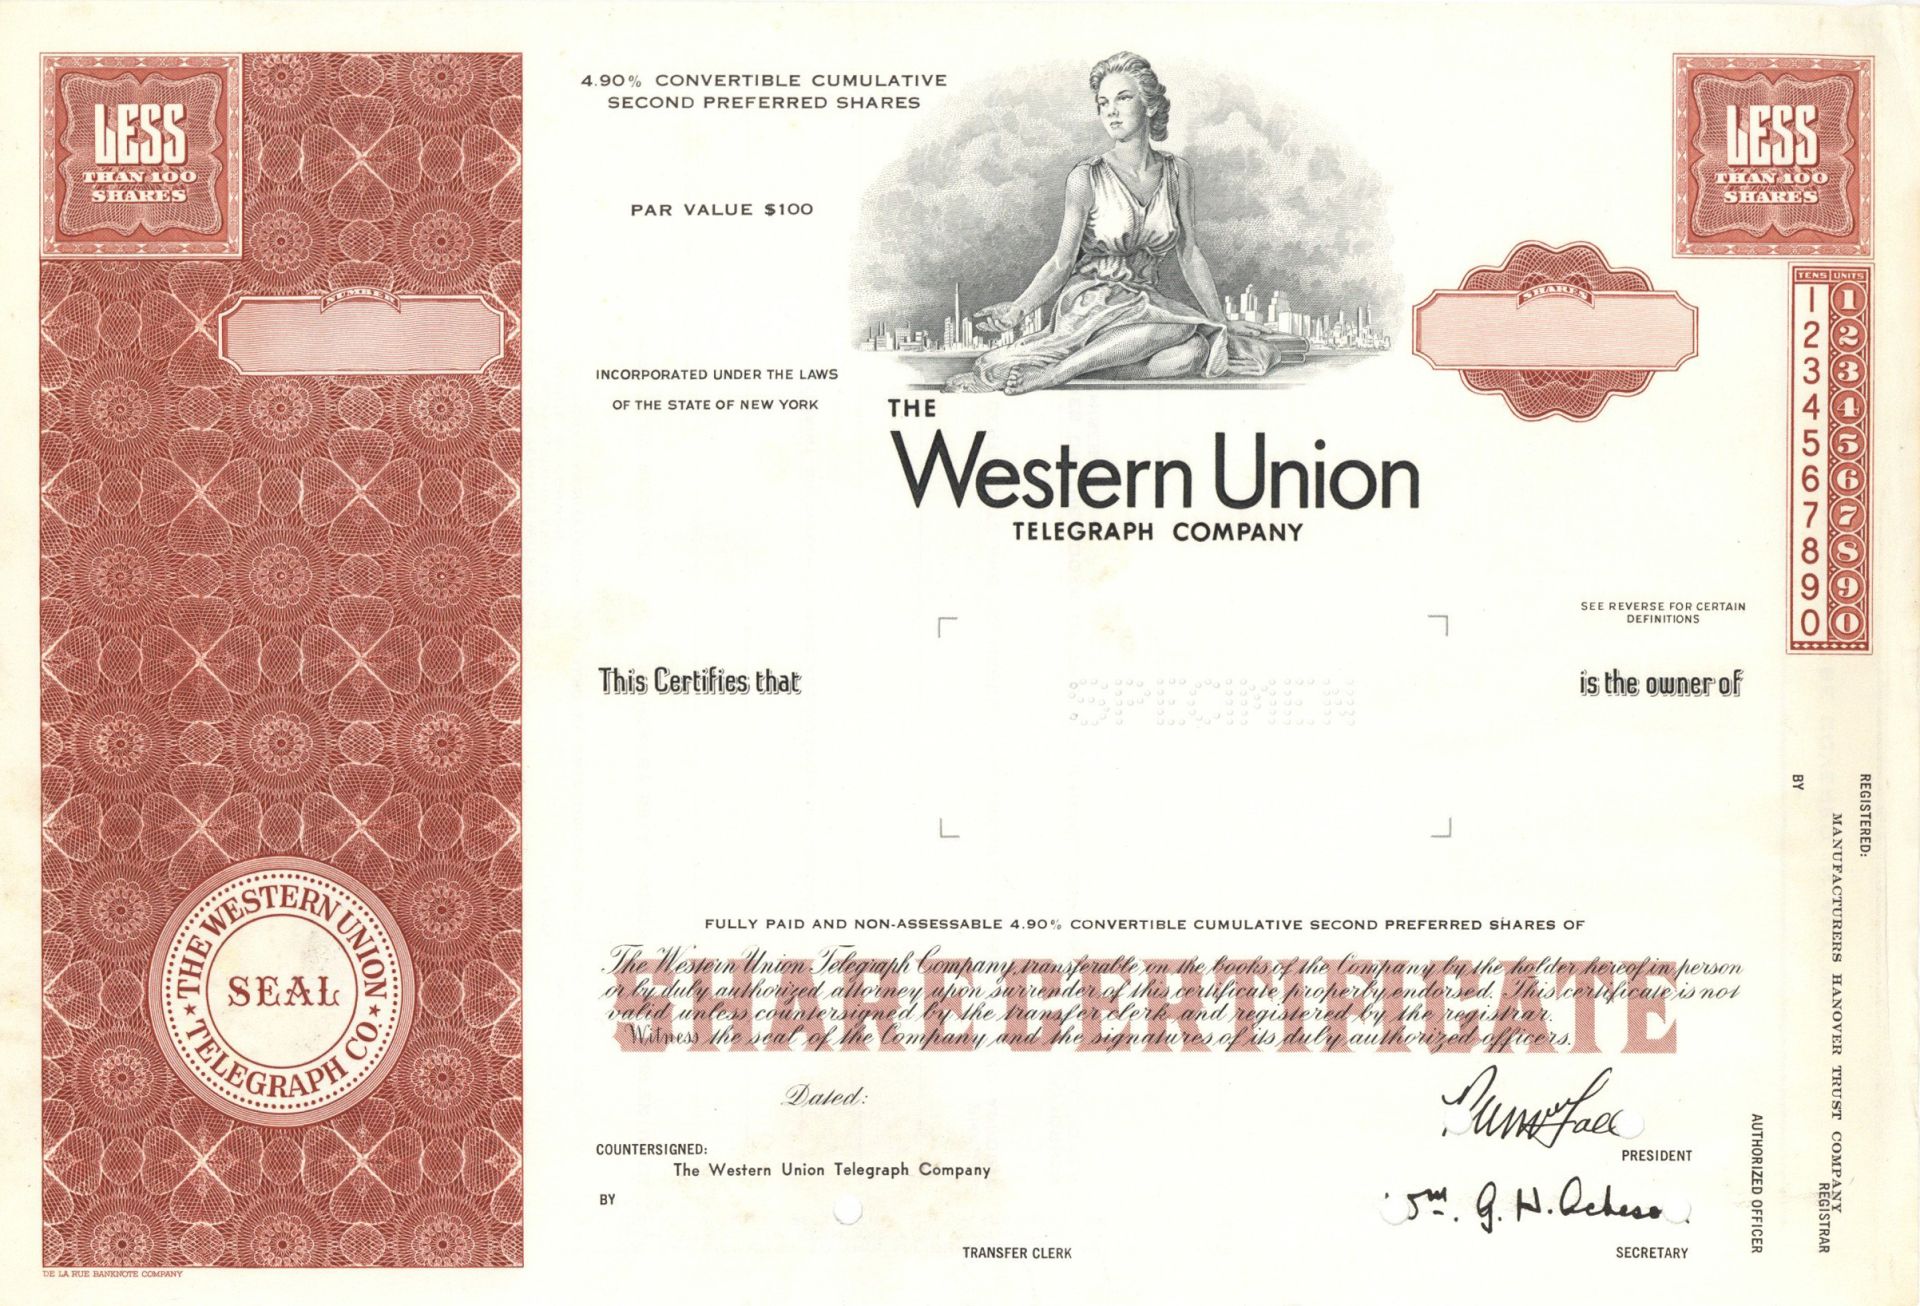 LESS
THAN 100
SHARES
NUMBER
4.90% CONVERTIBLE CUMULATIVE
SECOND PREFERRED SHARES
PAR VALUE $100
INCORPORATED UNDER THE LAWS
OF THE STATE OF NEW YORK
THE
Western Union
TELEGRAPH COMPANY
LESS
THAN 100
SHARES
SHARES
TENS UNITS
1 1
2 2
3 3
4 4
5 5
6 6
7 7
8 8
9 9
0 0
SEE REVERSE FOR CERTAIN
DEFINITIONS
This Certifies that
SPECIMEN
is the owner of
FULLY PAID AND NON-ASSESSABLE 4.90% CONVERTIBLE CUMULATIVE SECOND PREFERRED SHARES OF
SHARE CERTIFICATE
The Western Union Telegraph Company, transferable on the books of the Company by the holder hereof in person
or by duly authorized attorney upon surrender of this certificate properly endorsed. This certificate is not
valid unless countersigned by the transfer clerk and registered by the registrar.
Witness the seal of the Company and the signatures of its duly authorized officers.
Dated:
COUNTERSIGNED:
The Western Union Telegraph Company
BY
TRANSFER CLERK
PRESIDENT
G. H.
SECRETARY
REGISTERED:
MANUFACTURERS HANOVER TRUST COMPANY
REGISTRAR
BY
AUTHORIZED OFFICER
THE WESTERN UNION
SEAL
TELEGRAPH CO.
DE LA RUE BANKNOTE COMPANY